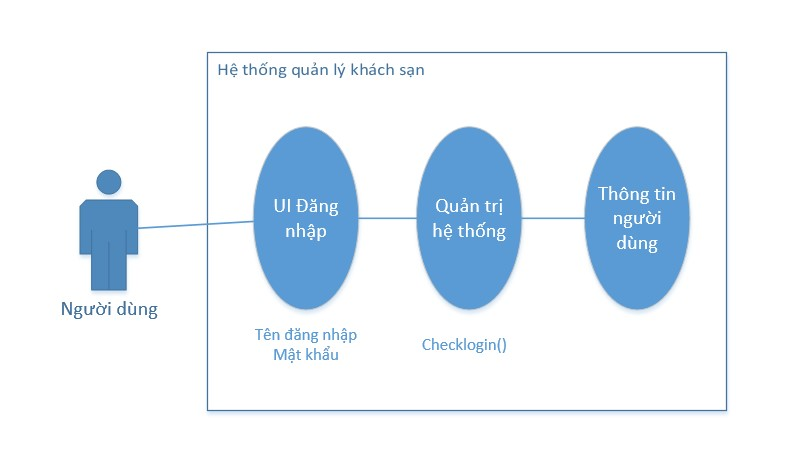 Hệ thống quản lý khách sạn
UI Đăng
nhập
Quản trị
hệ thống
Thông tin
người
dùng
Người dùng
Tên đăng nhập
Mật khẩu
Checklogin()